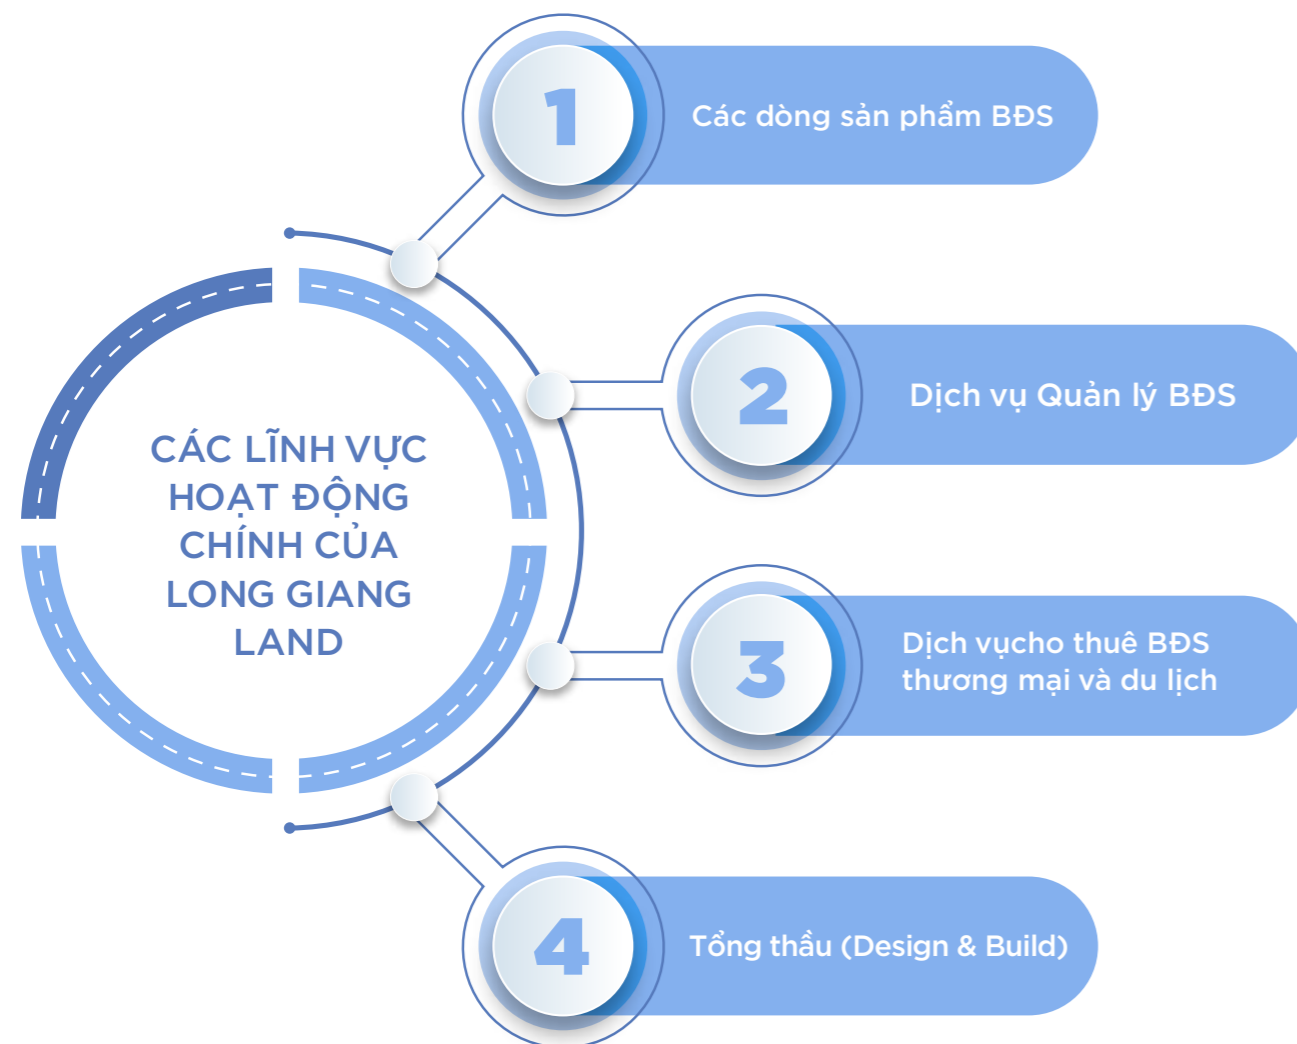 CÁC LĨNH VỰC
HOẠT ĐỘNG
CHÍNH CỦA
LONG GIANG
LAND
1
Các dòng sản phẩm BĐS
2
Dịch vụ Quản lý BĐS
3
Dịch vụcho thuê BĐS
thương mại và du lịch
4
Tổng thầu (Design & Build)